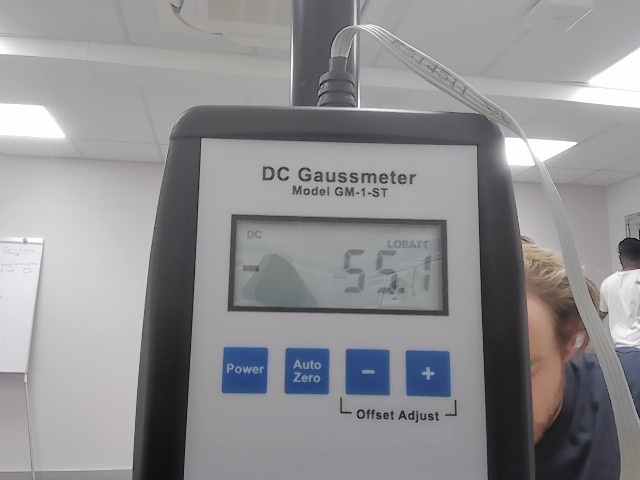 DC Gaussmeter
Model GM-1-ST
DC
LOBATT
- 55.1
Power
Auto
Zero
-
+
Offset Adjust